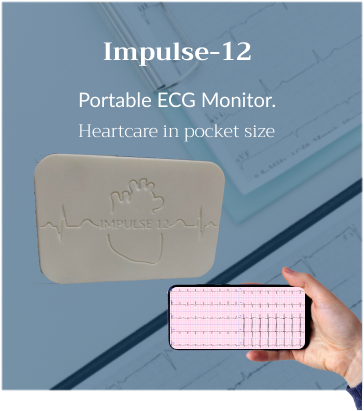 Impulse-12
Portable ECG Monitor.
Heartcare in pocket size
IMPULSE 12